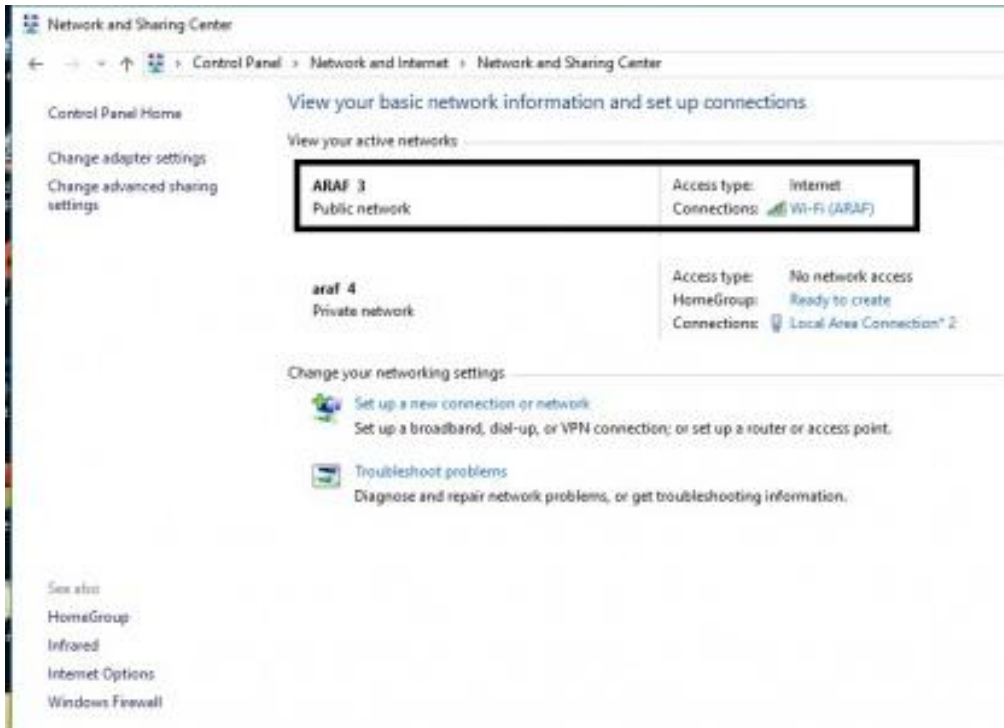 Network and Sharing Center
Control Panel › Network and Internet › Network and Sharing Center
Control Panel Home
Change adapter settings
Change advanced sharing
settings
View your basic network information and set up connections
View your active networks
ARAF 3
Public network
Access type: Internet
Connections: Wi-Fi (ARAF)
araf 4
Private network
Access type: No network access
HomeGroup: Ready to create
Connections: Local Area Connection* 2
Change your networking settings
Set up a new connection or network
Set up a broadband, dial-up, or VPN connection; or set up a router or access point.
Troubleshoot problems
Diagnose and repair network problems, or get troubleshooting information.
See also
HomeGroup
Infrared
Internet Options
Windows Firewall